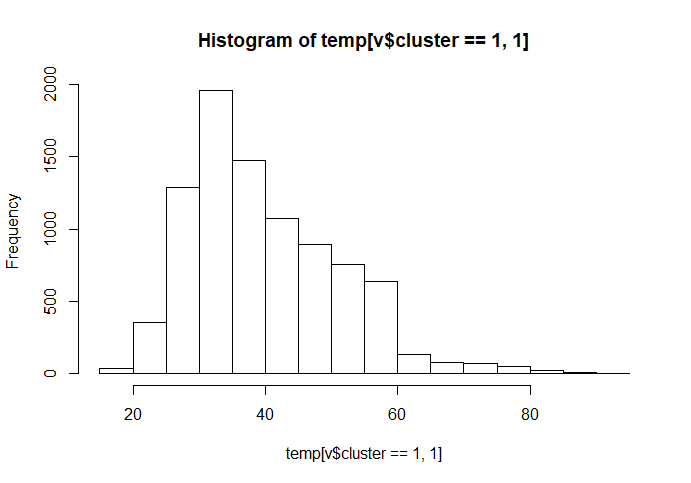 Histogram of temp[v$cluster == 1, 1]
Frequency
2000
1500
1000
500
0
20 40 60 80
temp[v$cluster == 1, 1]